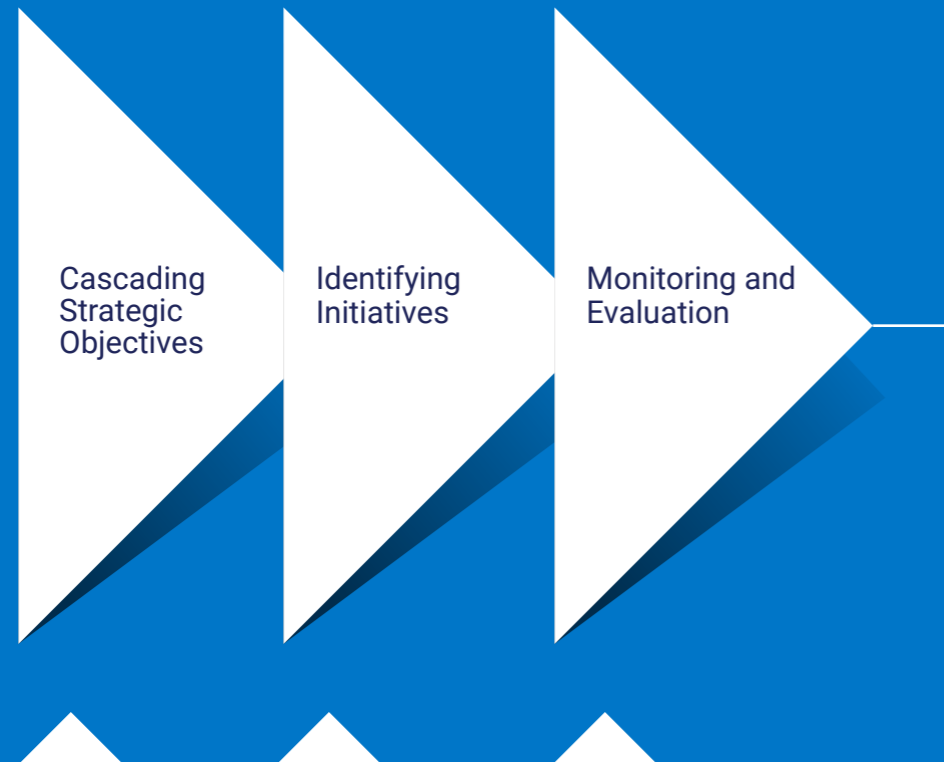 Cascading
Strategic
Objectives
Identifying
Initiatives
Monitoring and
Evaluation